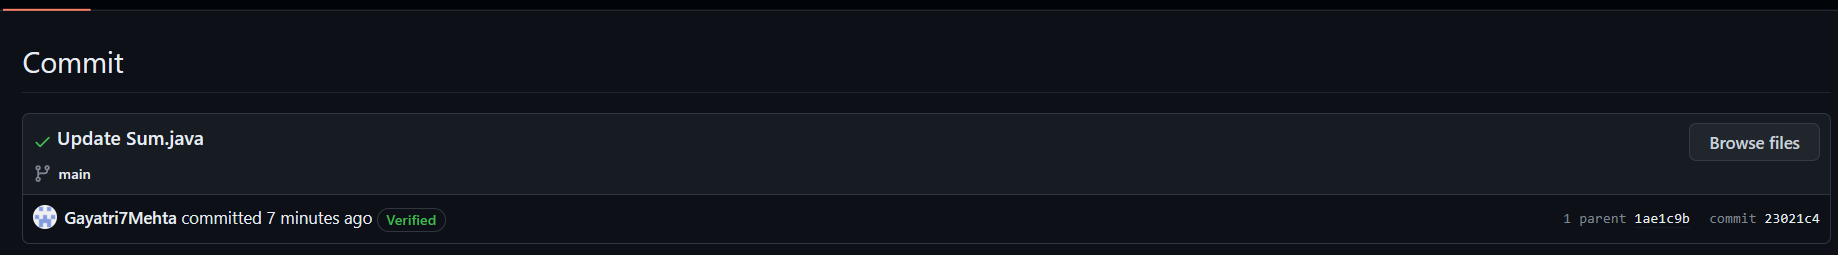 Commit
Update Sum.java
Browse files
main
Gayatri7Mehta committed 7 minutes ago Verified
1 parent 1ae1c9b commit 23021c4